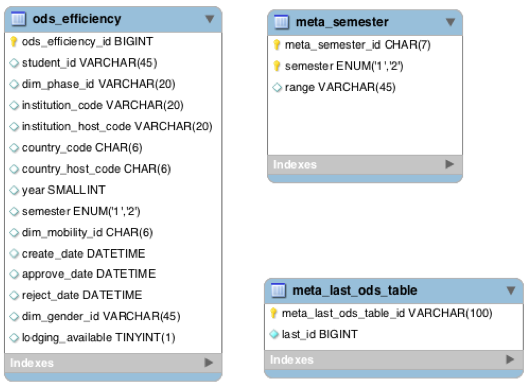 ods_efficiency
ods_efficiency_id BIGINT
student_id VARCHAR(45)
dim_phase_id VARCHAR(20)
institution_code VARCHAR(20)
institution_host_code VARCHAR(20)
country_code CHAR(6)
country_host_code CHAR(6)
year SMALLINT
semester ENUM('1','2')
dim_mobility_id CHAR(6)
create_date DATETIME
approve_date DATETIME
reject_date DATETIME
dim_gender_id VARCHAR(45)
lodging_available TINYINT(1)
Indexes
meta_semester
meta_semester_id CHAR(7)
semester ENUM('1','2')
range VARCHAR(45)
Indexes
meta_last_ods_table
meta_last_ods_table_id VARCHAR(100)
last_id BIGINT
Indexes